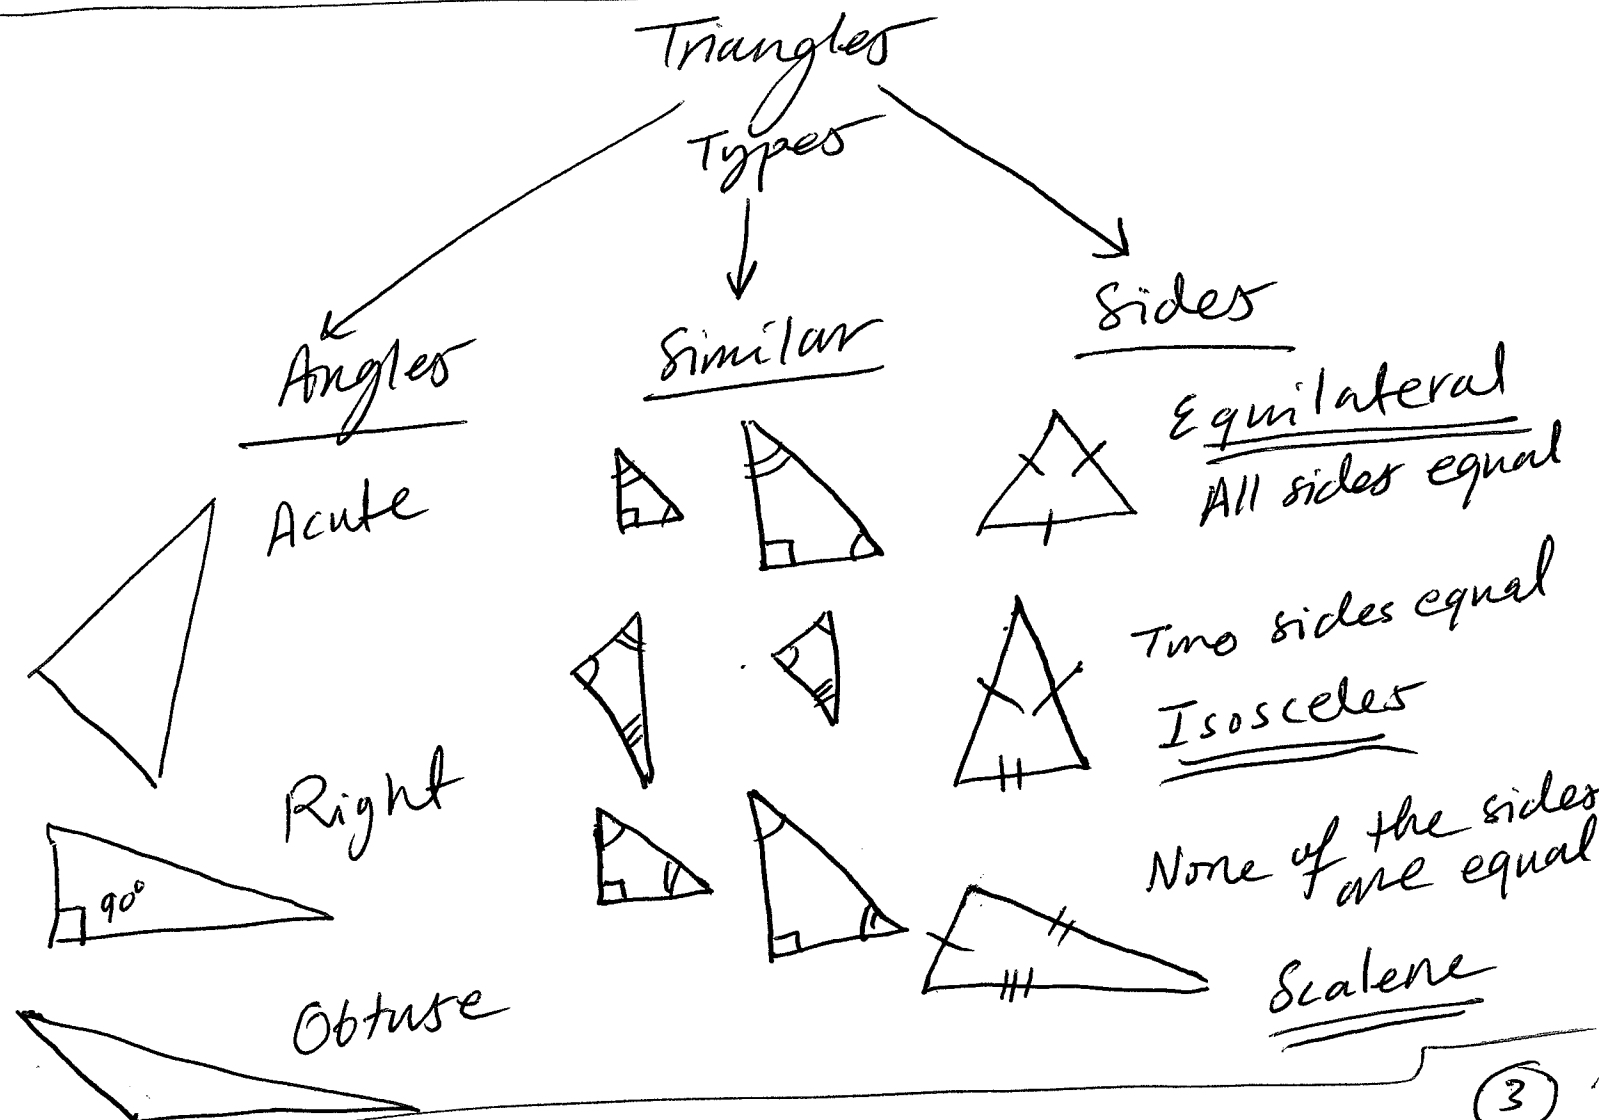 Triangles
Types
Angles
Similar
Sides
Acute
Right
90°
Obtuse
Equilateral
All sides equal
Two sides equal
Isosceles
None of the sides
are equal
Scalene
3